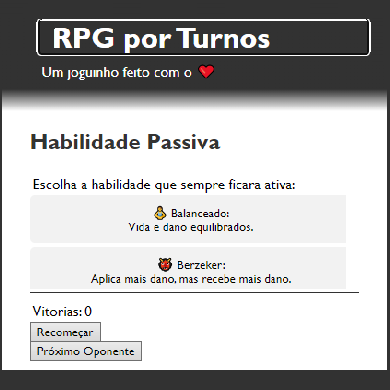 RPG por Turnos
Um joguinho feito com o
Habilidade Passiva
Escolha a habilidade que sempre ficara ativa:
Balanceado:
Vida e dano equilibrados.
Berzeker:
Aplica mais dano, mas recebe mais dano.
Vitorias: 0
Recomeçar
Próximo Oponente